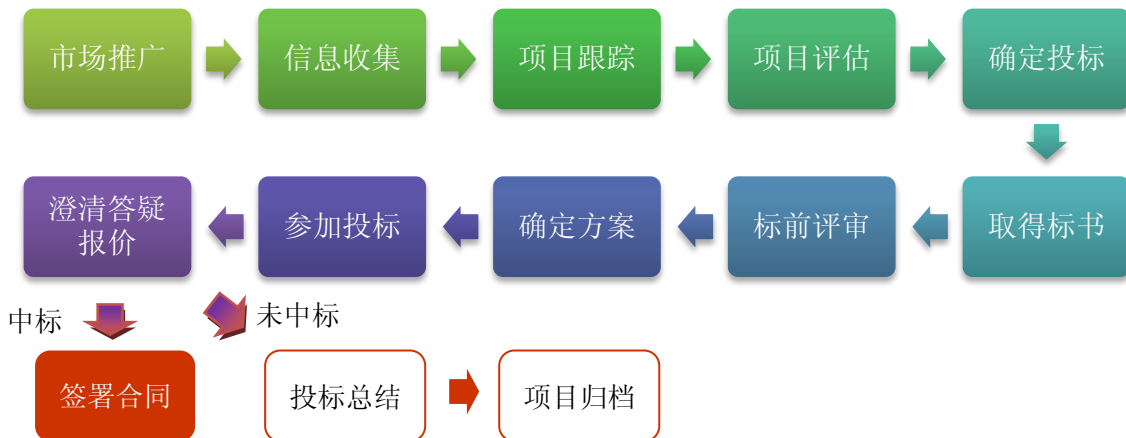 市场推广
信息收集
项目跟踪
项目评估
确定投标
取得标书
标前评审
确定方案
参加投标
澄清答疑
报价
中标
未中标
签署合同
投标总结
项目归档